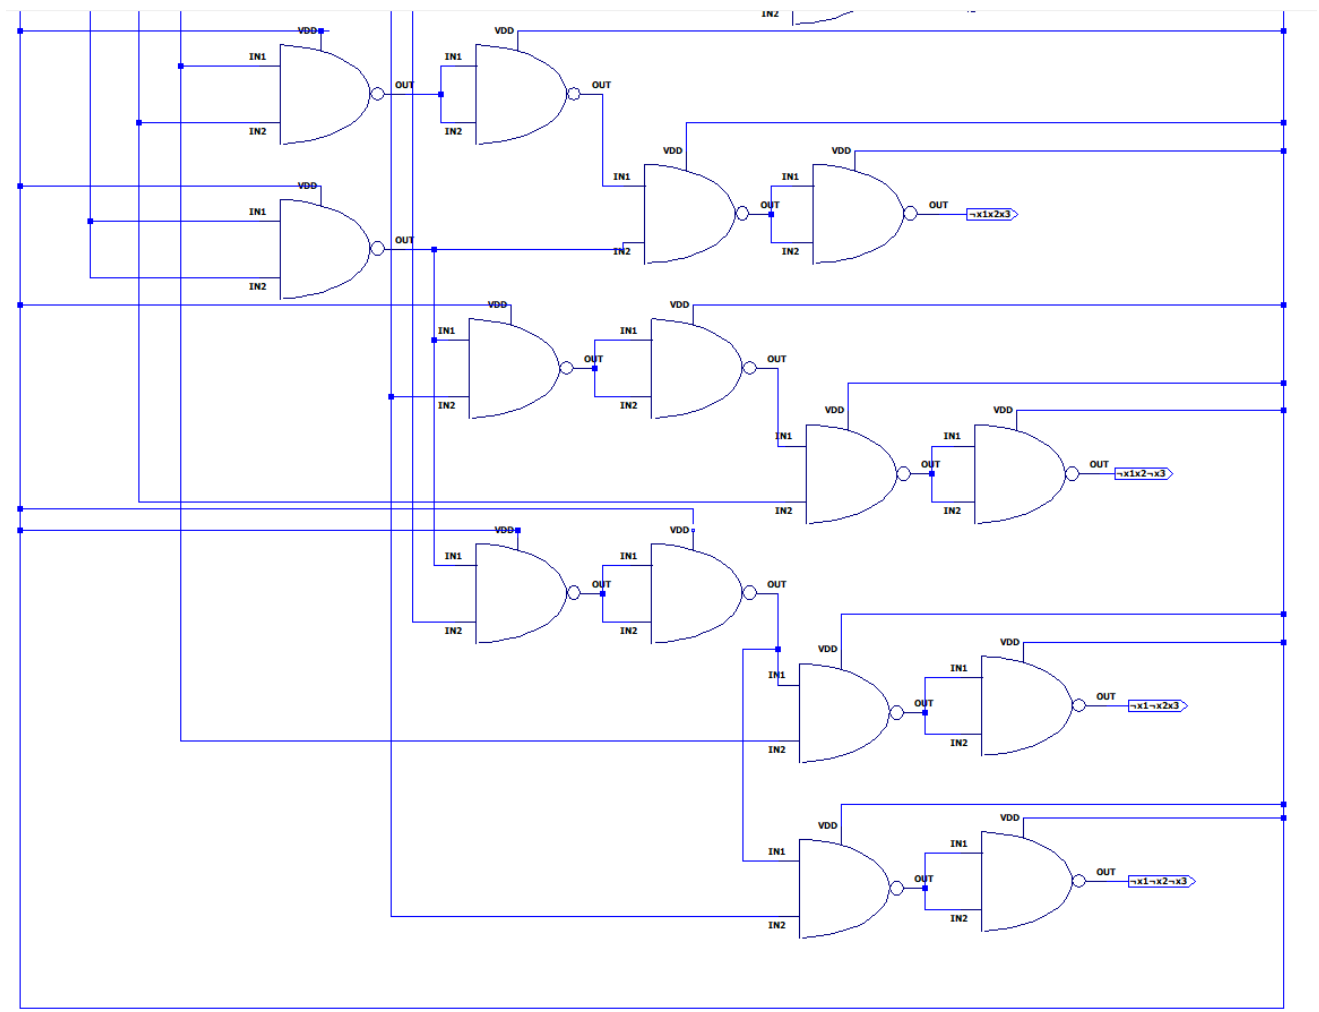 IN2
VDD
VDD
IN1
IN1
OUT
OUT
IN2
IN2
VDD
VDD
IN1
IN1
VDD
OUT
OUT
¬x1x2x3
IN1
OUT
IN2
IN2
IN2
VDD
VDD
IN1
IN1
OUT
OUT
IN2
IN2
VDD
VDD
IN1
IN1
OUT
OUT
¬x1x2¬x3
IN2
IN2
VDD
VDD
IN1
IN1
OUT
OUT
IN2
IN2
VDD
VDD
IN1
IN1
OUT
OUT
¬x1¬x2x3
IN2
IN2
VDD
VDD
IN1
IN1
OUT
OUT
¬x1¬x2¬x3
IN2
IN2